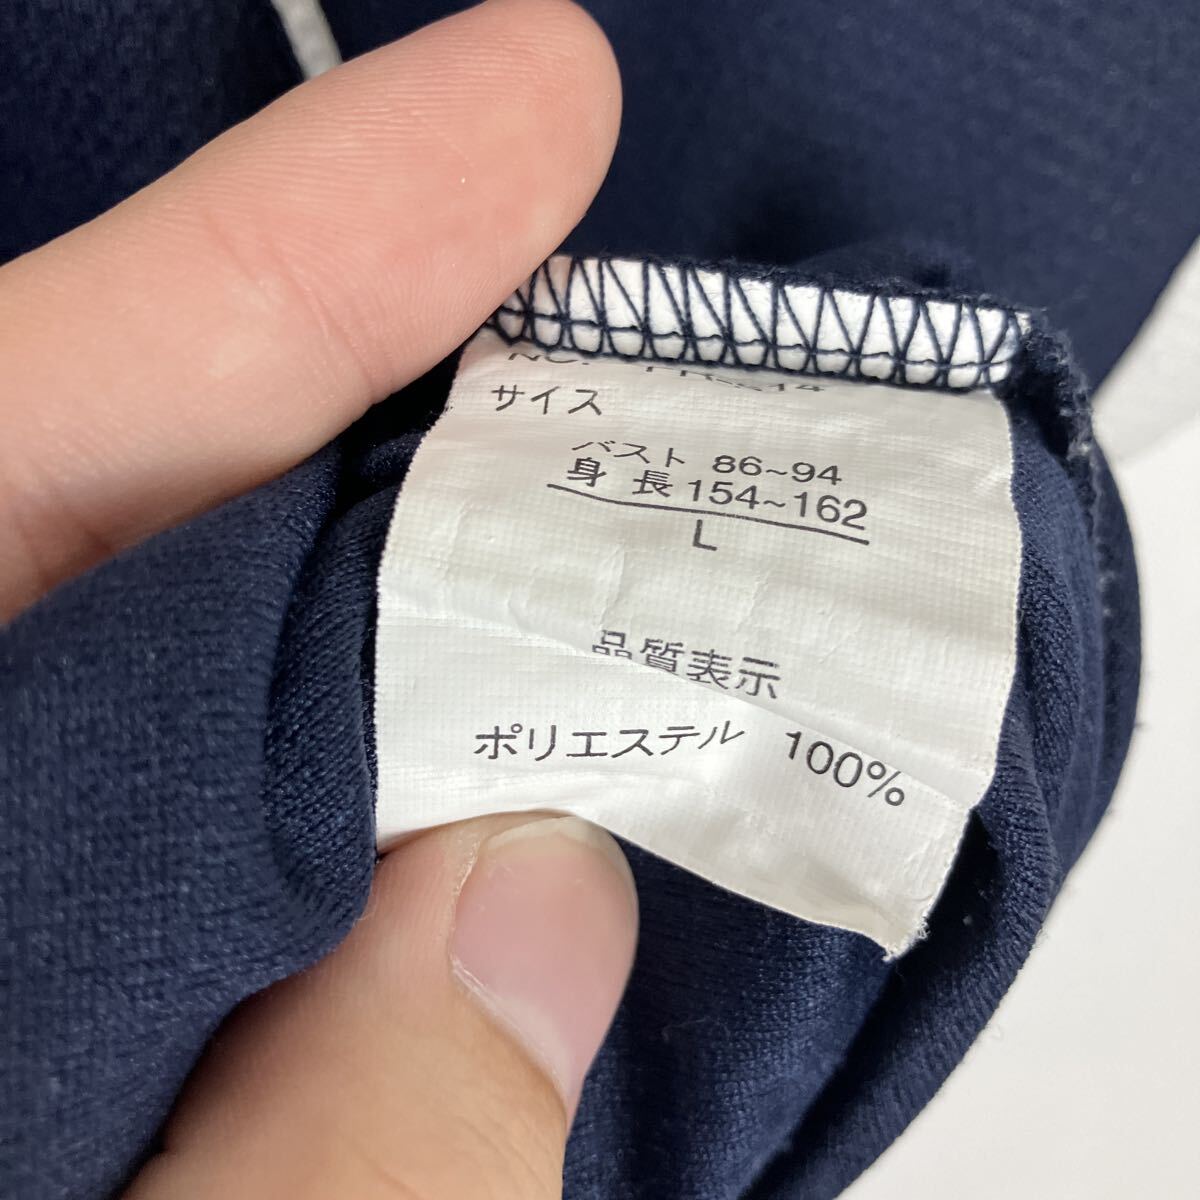 サイズ
バスト 86~94
身長 154~162
L
品質表示
ポリエステル 100%